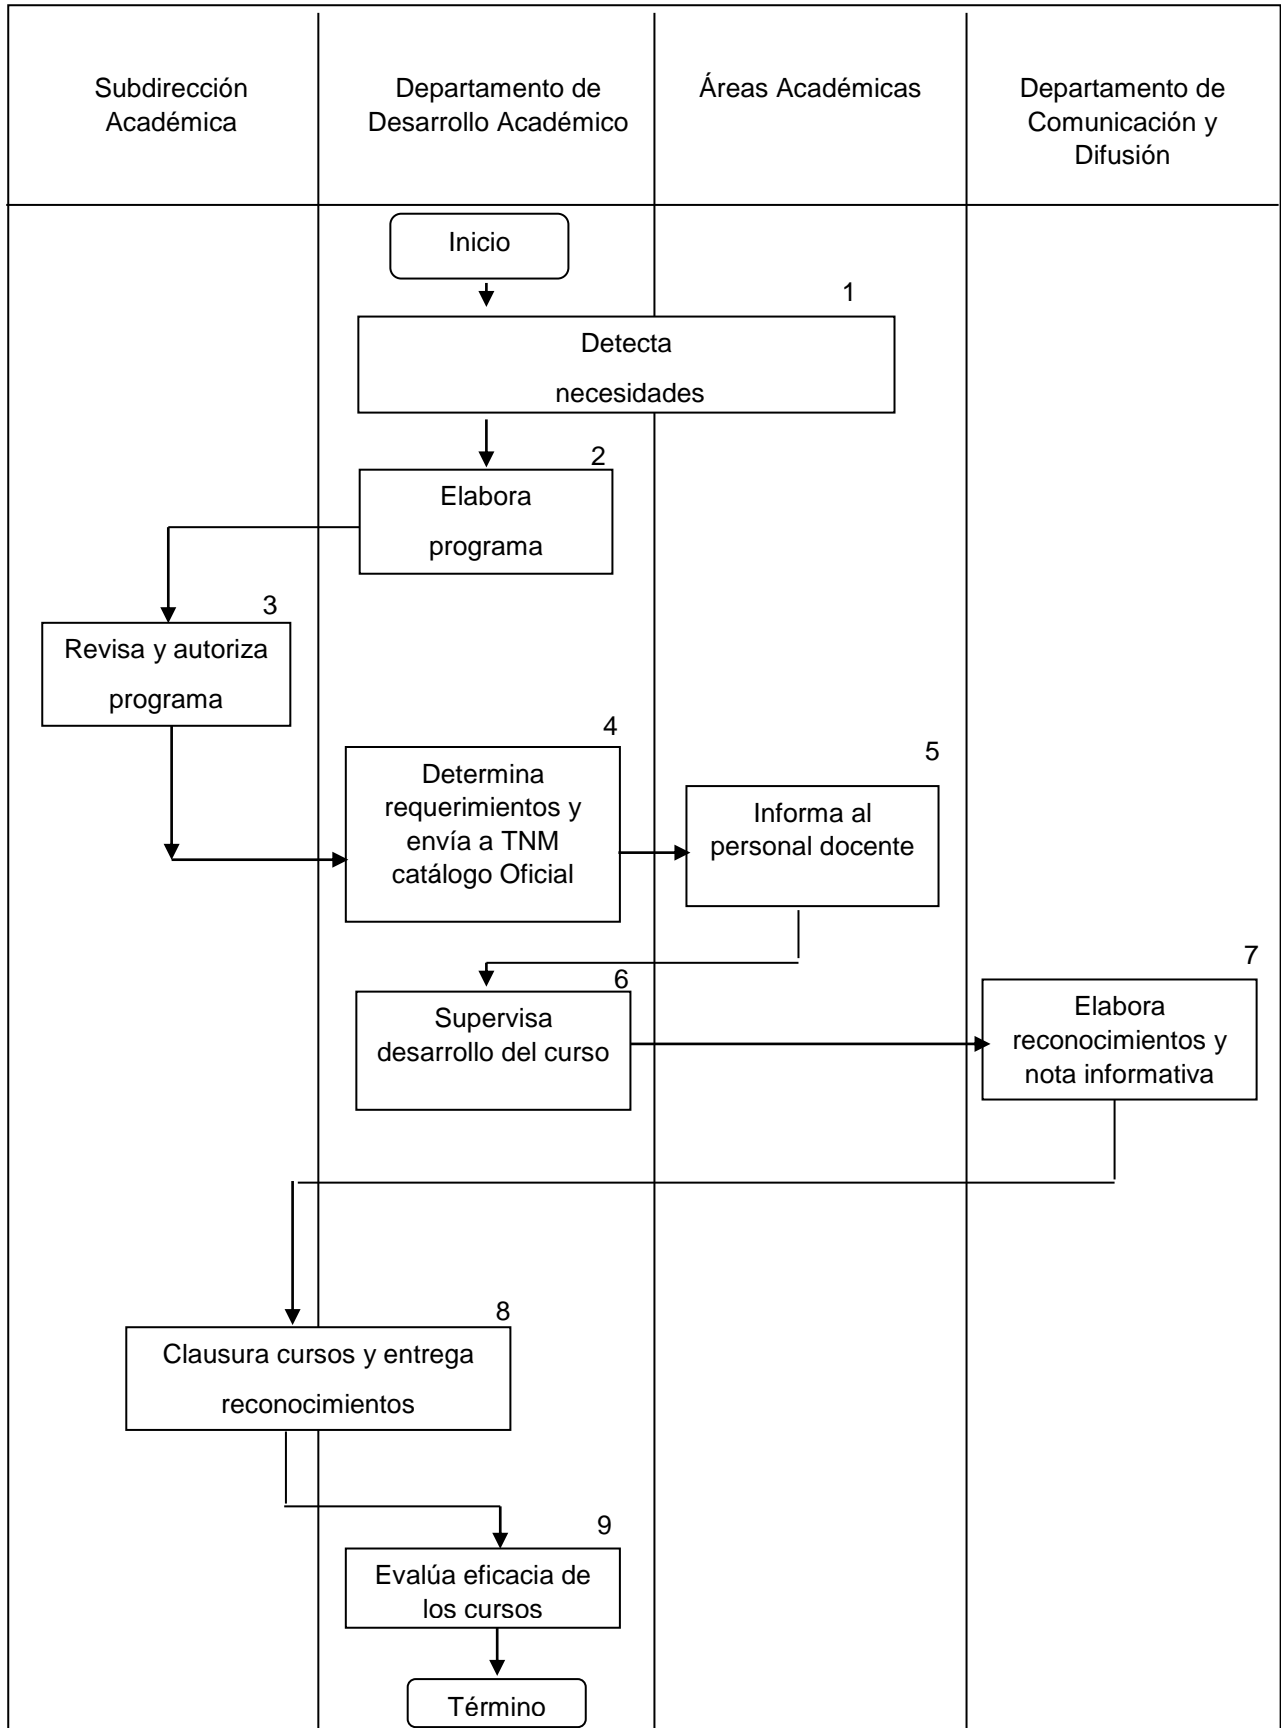 Subdirección
Académica
Departamento de
Desarrollo Académico
Áreas Académicas
Departamento de
Comunicación y
Difusión
Inicio
1
Detecta
necesidades
2
Elabora
programa
3
Revisa y autoriza
programa
4
Determina
requerimientos y
envía a TNM
catálogo Oficial
5
Informa al
personal docente
6
Supervisa
desarrollo del curso
7
Elabora
reconocimientos y
nota informativa
8
Clausura cursos y entrega
reconocimientos
9
Evalúa eficacia de
los cursos
Término